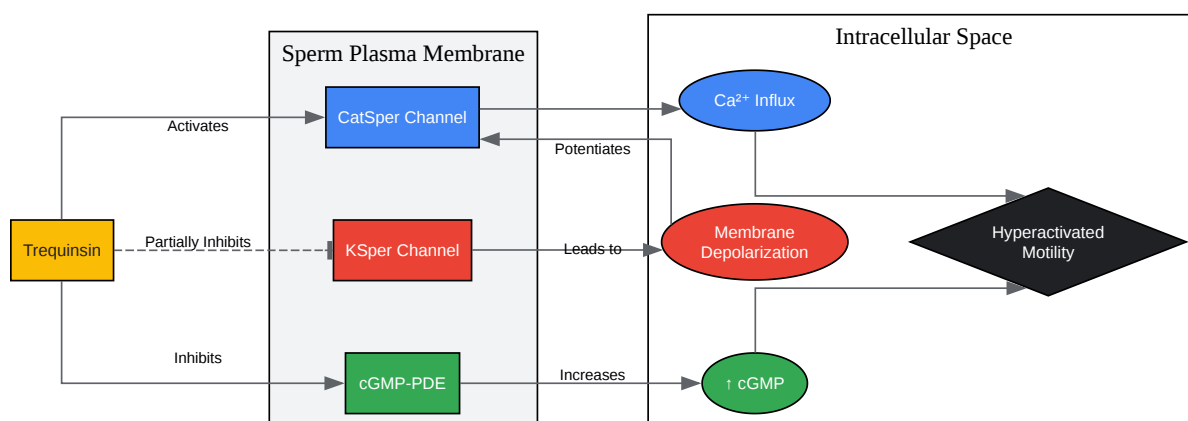 Intracellular Space
Sperm Plasma Membrane
Ca²⁺ Influx
CatSper Channel
Activates
Potentiates
Trequinsin
Partially Inhibits
KSper Channel
Leads to
Membrane
Depolarization
Hyperactivated
Motility
Inhibits
cGMP-PDE
Increases
↑ cGMP